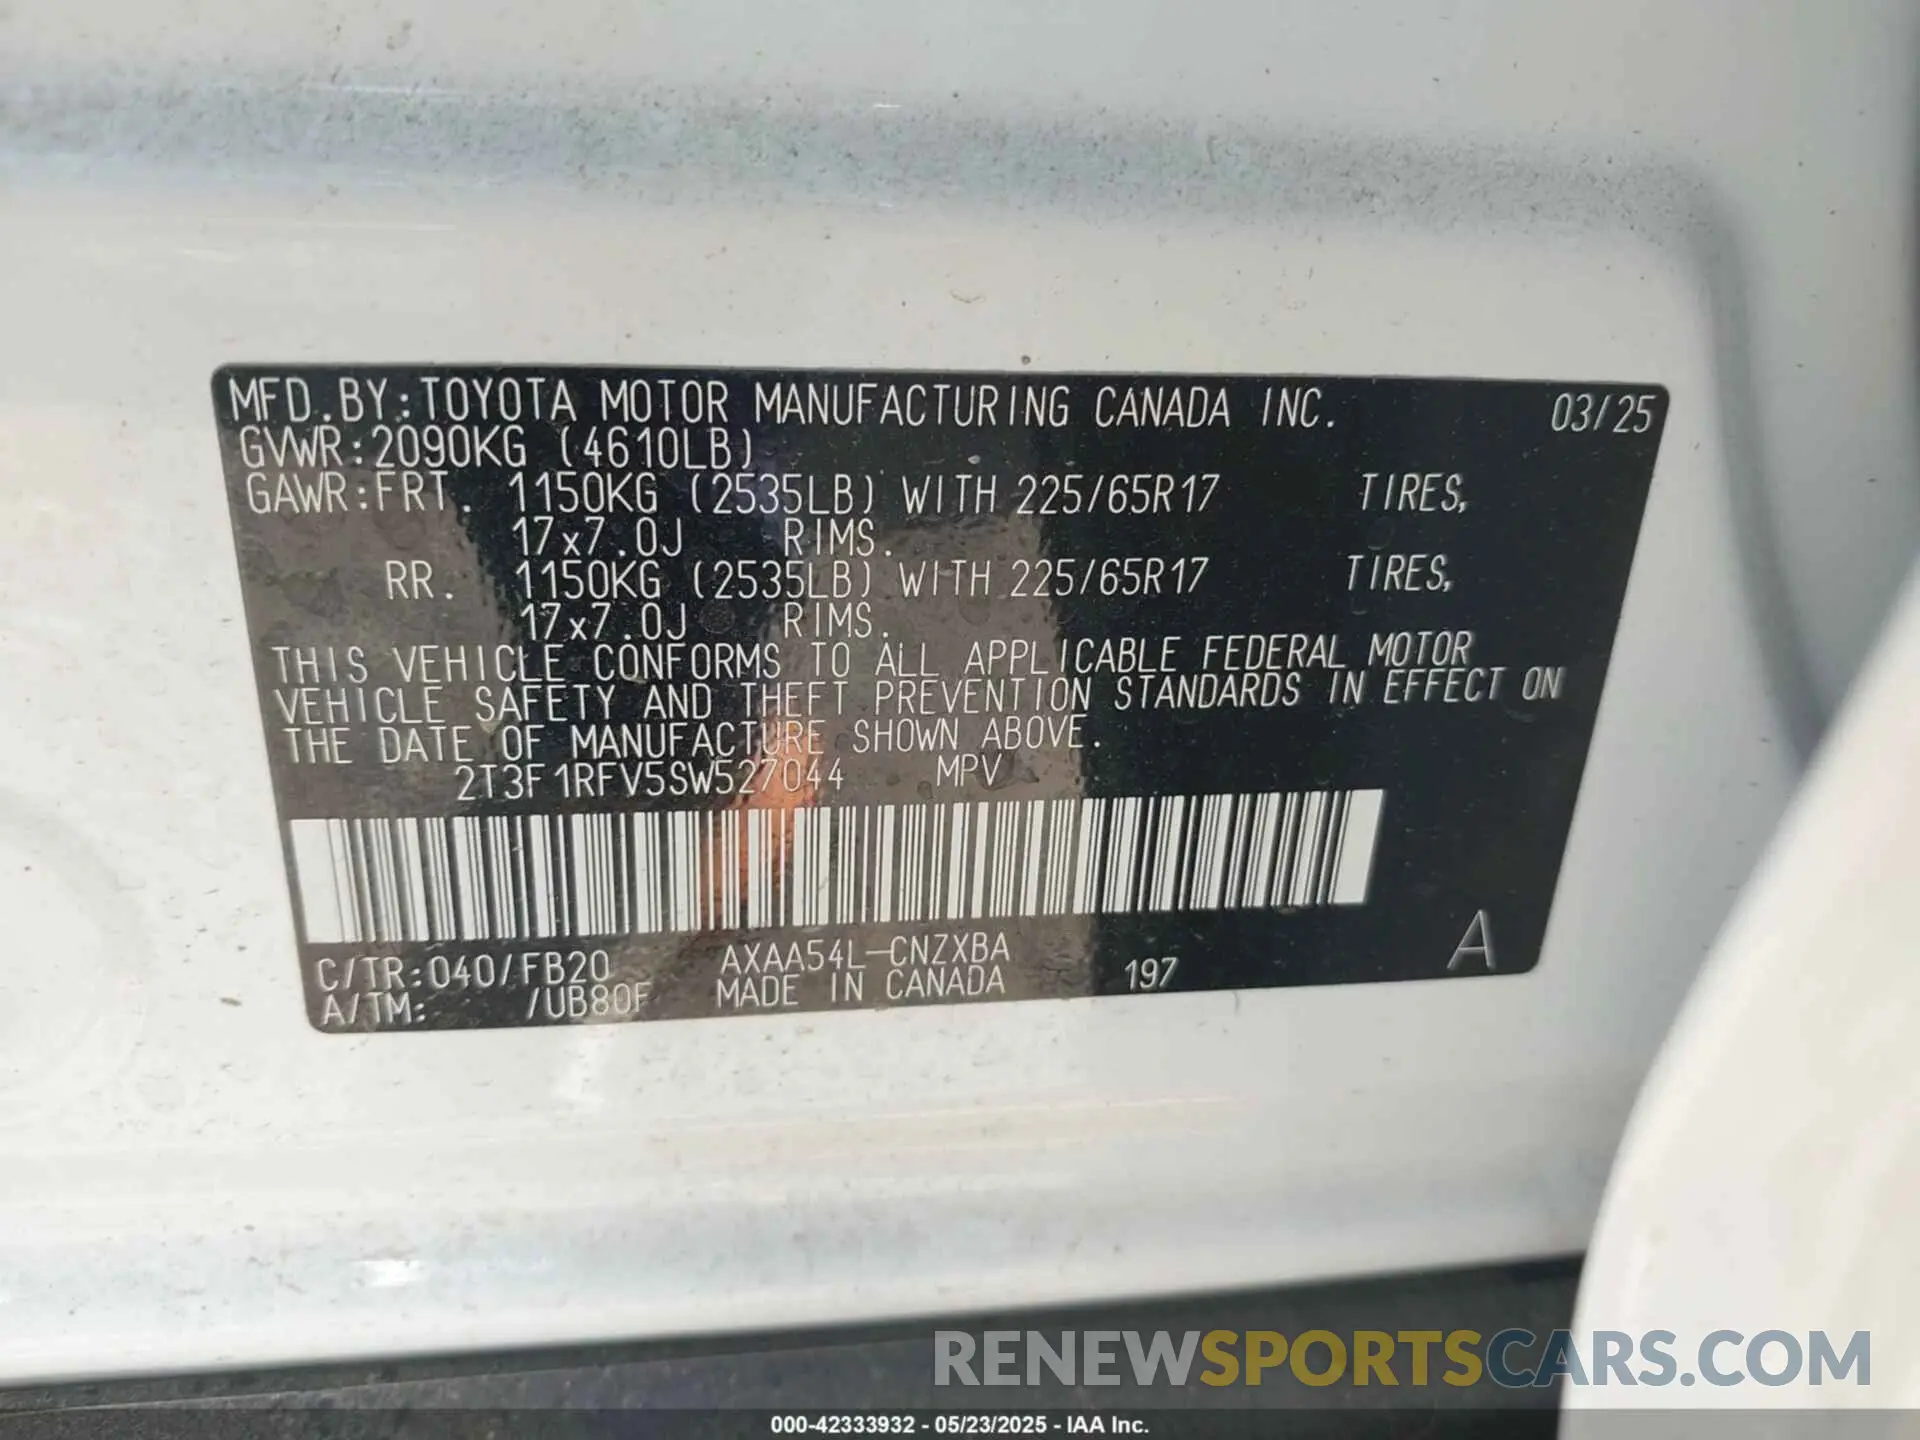 MFD.BY:TOYOTA MOTOR MANUFACTURING CANADA INC. 03/25
GVWR:2090KG (4610LB)
GAWR:FRT. 1150KG (2535LB) WITH 225/65R17 TIRES,
17x7.0J RIMS.
RR. 1150KG (2535LB) WITH 225/65R17 TIRES,
17x7.0J RIMS.
THIS VEHICLE CONFORMS TO ALL APPLICABLE FEDERAL MOTOR
VEHICLE SAFETY AND THEFT PREVENTION STANDARDS IN EFFECT ON
THE DATE OF MANUFACTURE SHOWN ABOVE.
2T3F1RFV5SW527044 MPV
C/TR:040/FB20 AXAA54L-CNZXBA 197 A
A/TM: /UB80F MADE IN CANADA
RENEWSPORTSCARS.COM
000-42333932 - 05/23/2025 - IAA Inc.